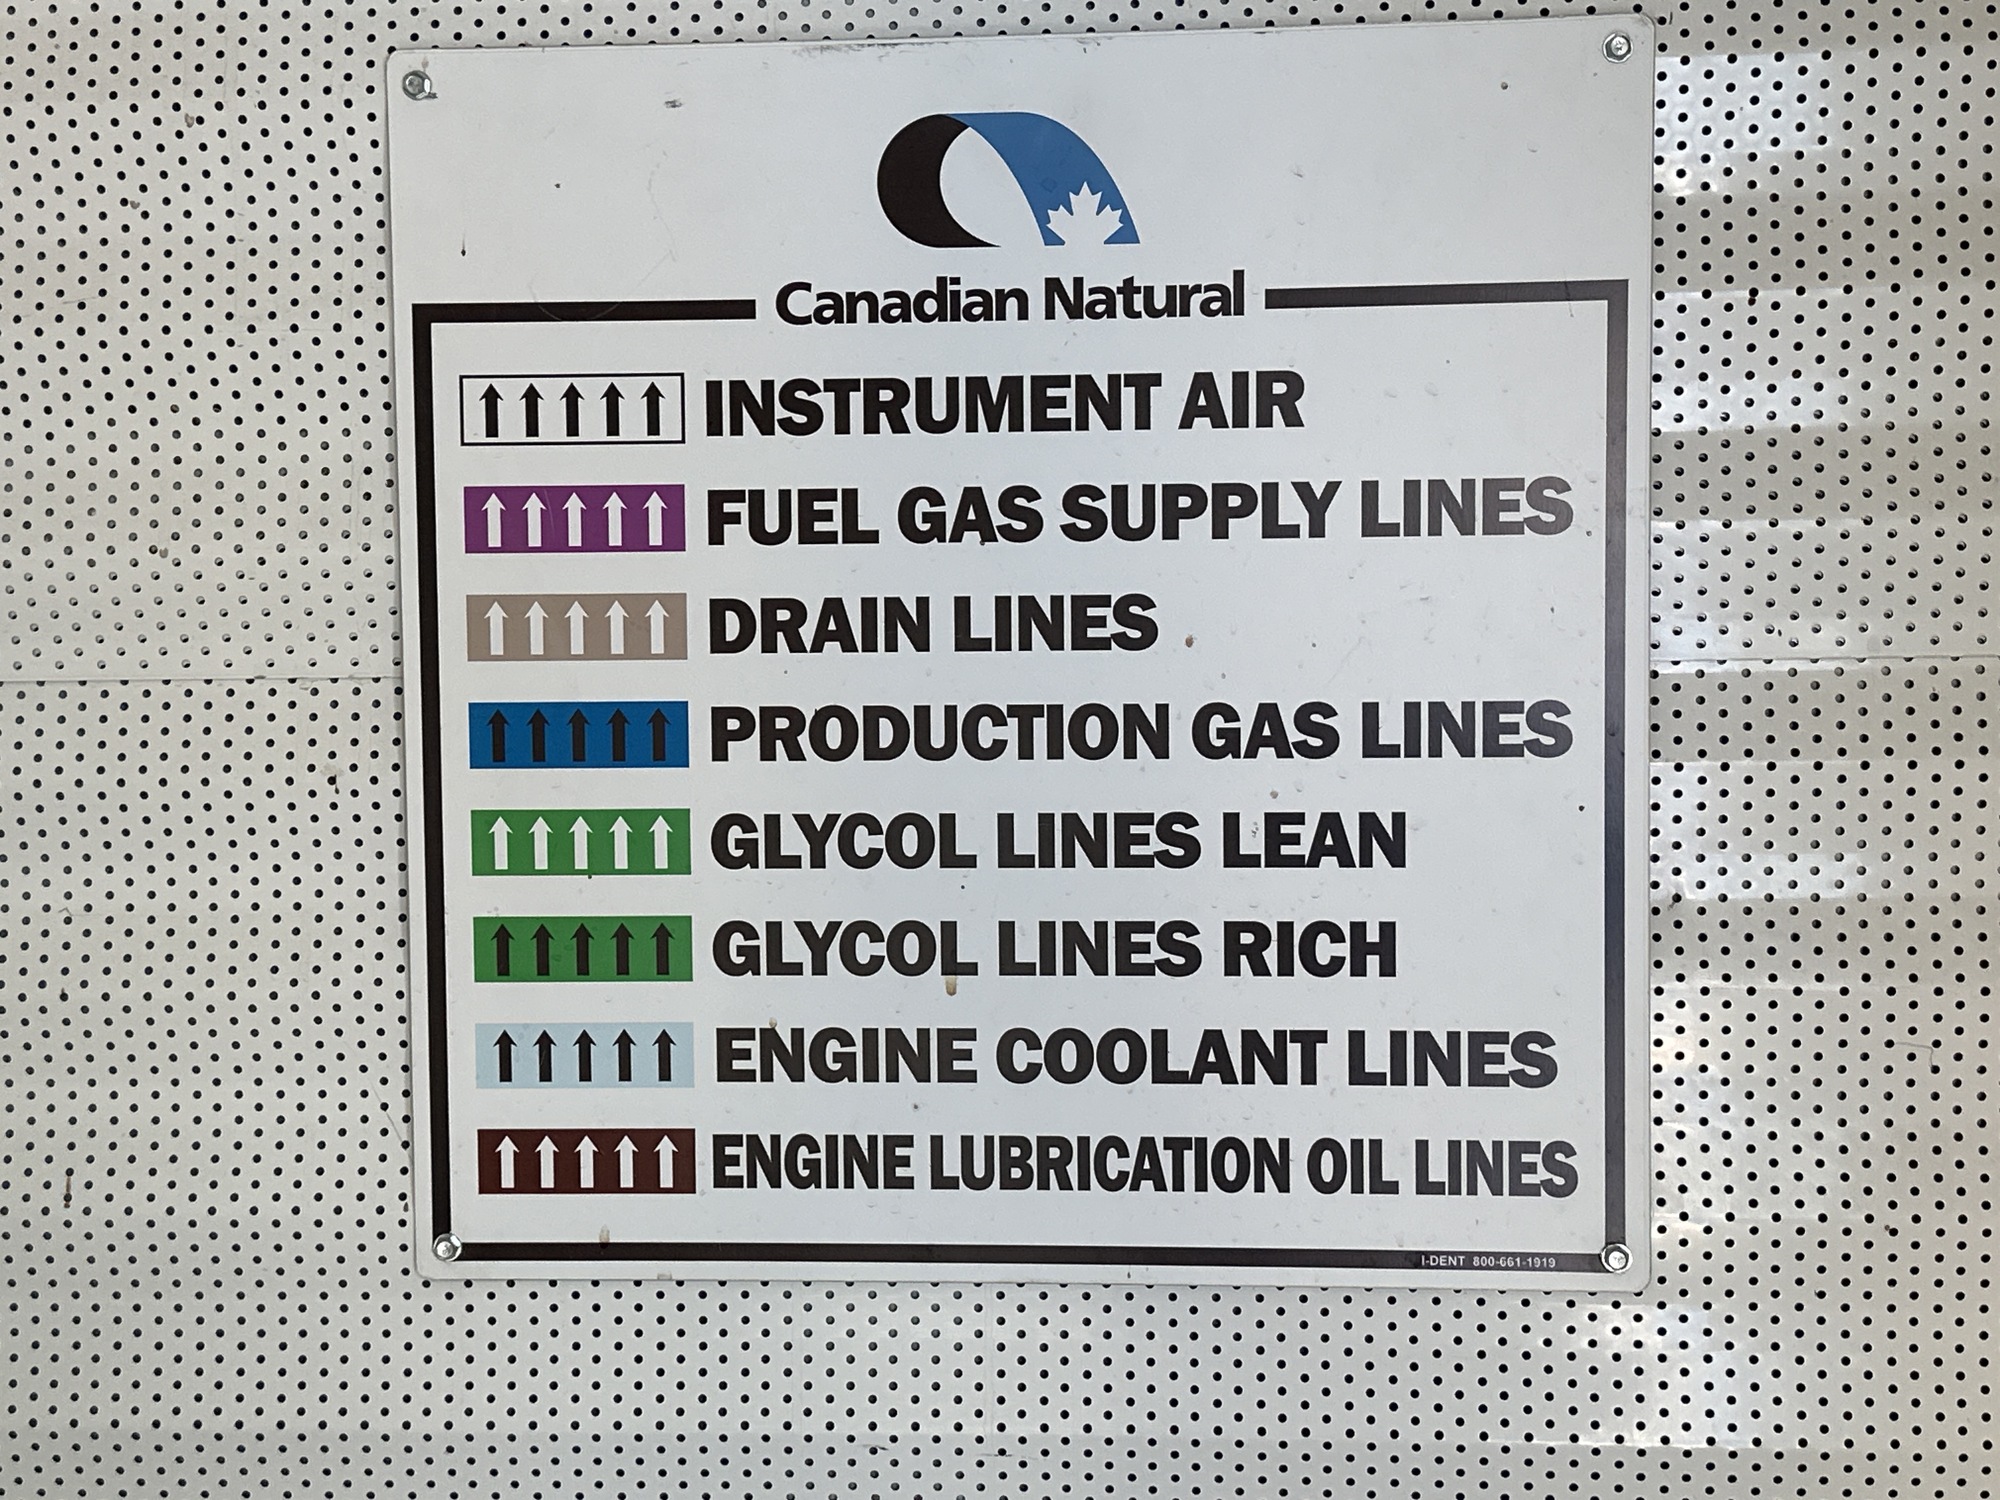 Canadian Natural
INSTRUMENT AIR
FUEL GAS SUPPLY LINES
DRAIN LINES
PRODUCTION GAS LINES
GLYCOL LINES LEAN
GLYCOL LINES RICH
ENGINE COOLANT LINES
ENGINE LUBRICATION OIL LINES
I-DENT 800-661-1919